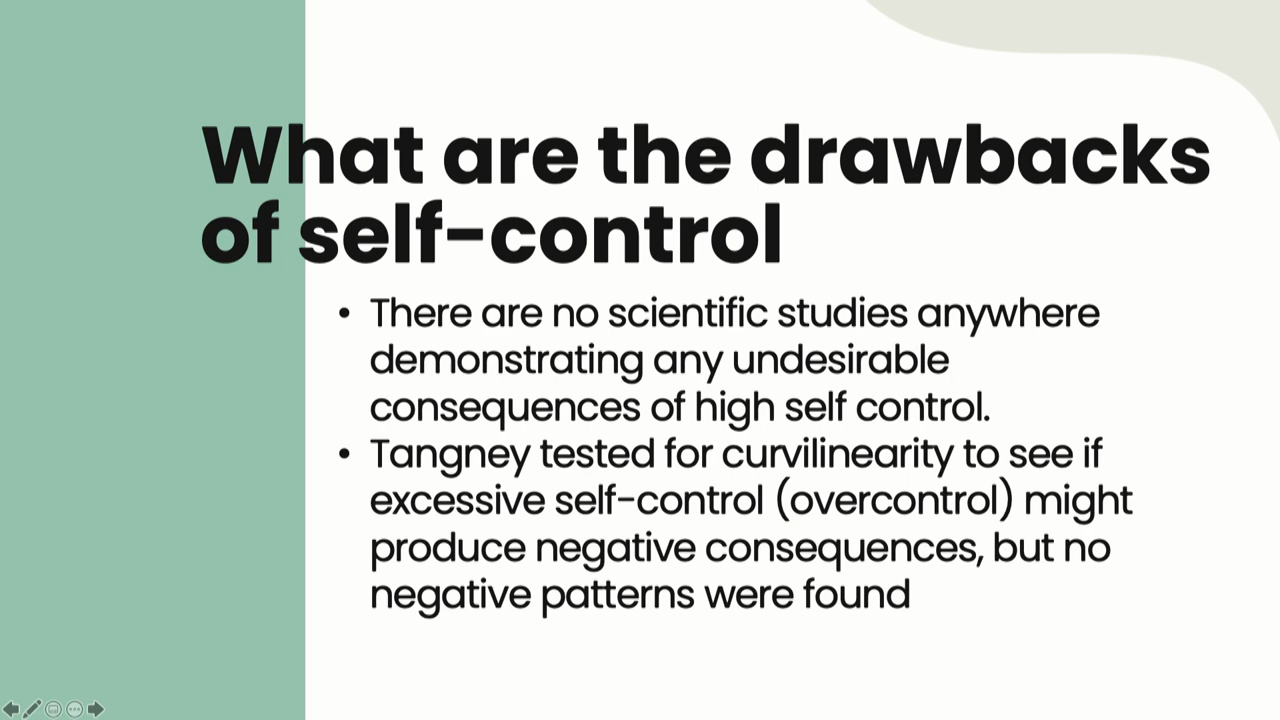 What are the drawbacks
of self-control
• There are no scientific studies anywhere
demonstrating any undesirable
consequences of high self control.
• Tangney tested for curvilinearity to see if
excessive self-control (overcontrol) might
produce negative consequences, but no
negative patterns were found